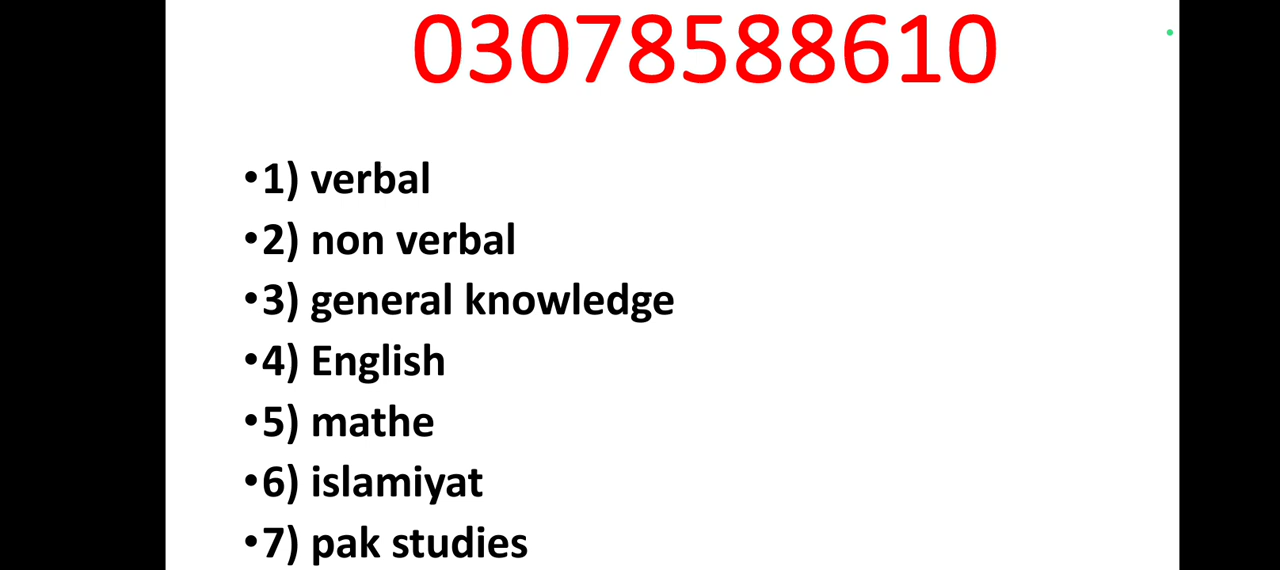 03078588610
•1) verbal
•2) non verbal
•3) general knowledge
•4) English
•5) mathe
•6) islamiyat
•7) pak studies